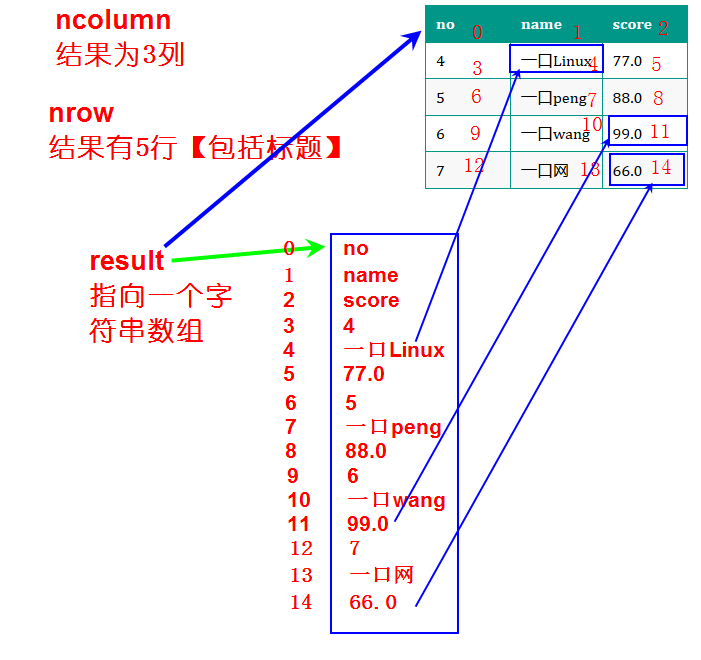 ncolumn
结果为3列
nrow
结果有5行【包括标题】
no 0 name 1 score 2
4 3 一口Linux 4 77.0 5
5 6 一口peng 7 88.0 8
6 9 一口wang 10 99.0 11
7 12 一口网 13 66.0 14
result
指向一个字
符串数组
0 no
1 name
2 score
3 4
4 一口Linux
5 77.0
6 5
7 一口peng
8 88.0
9 6
10 一口wang
11 99.0
12 7
13 一口网
14 66.0